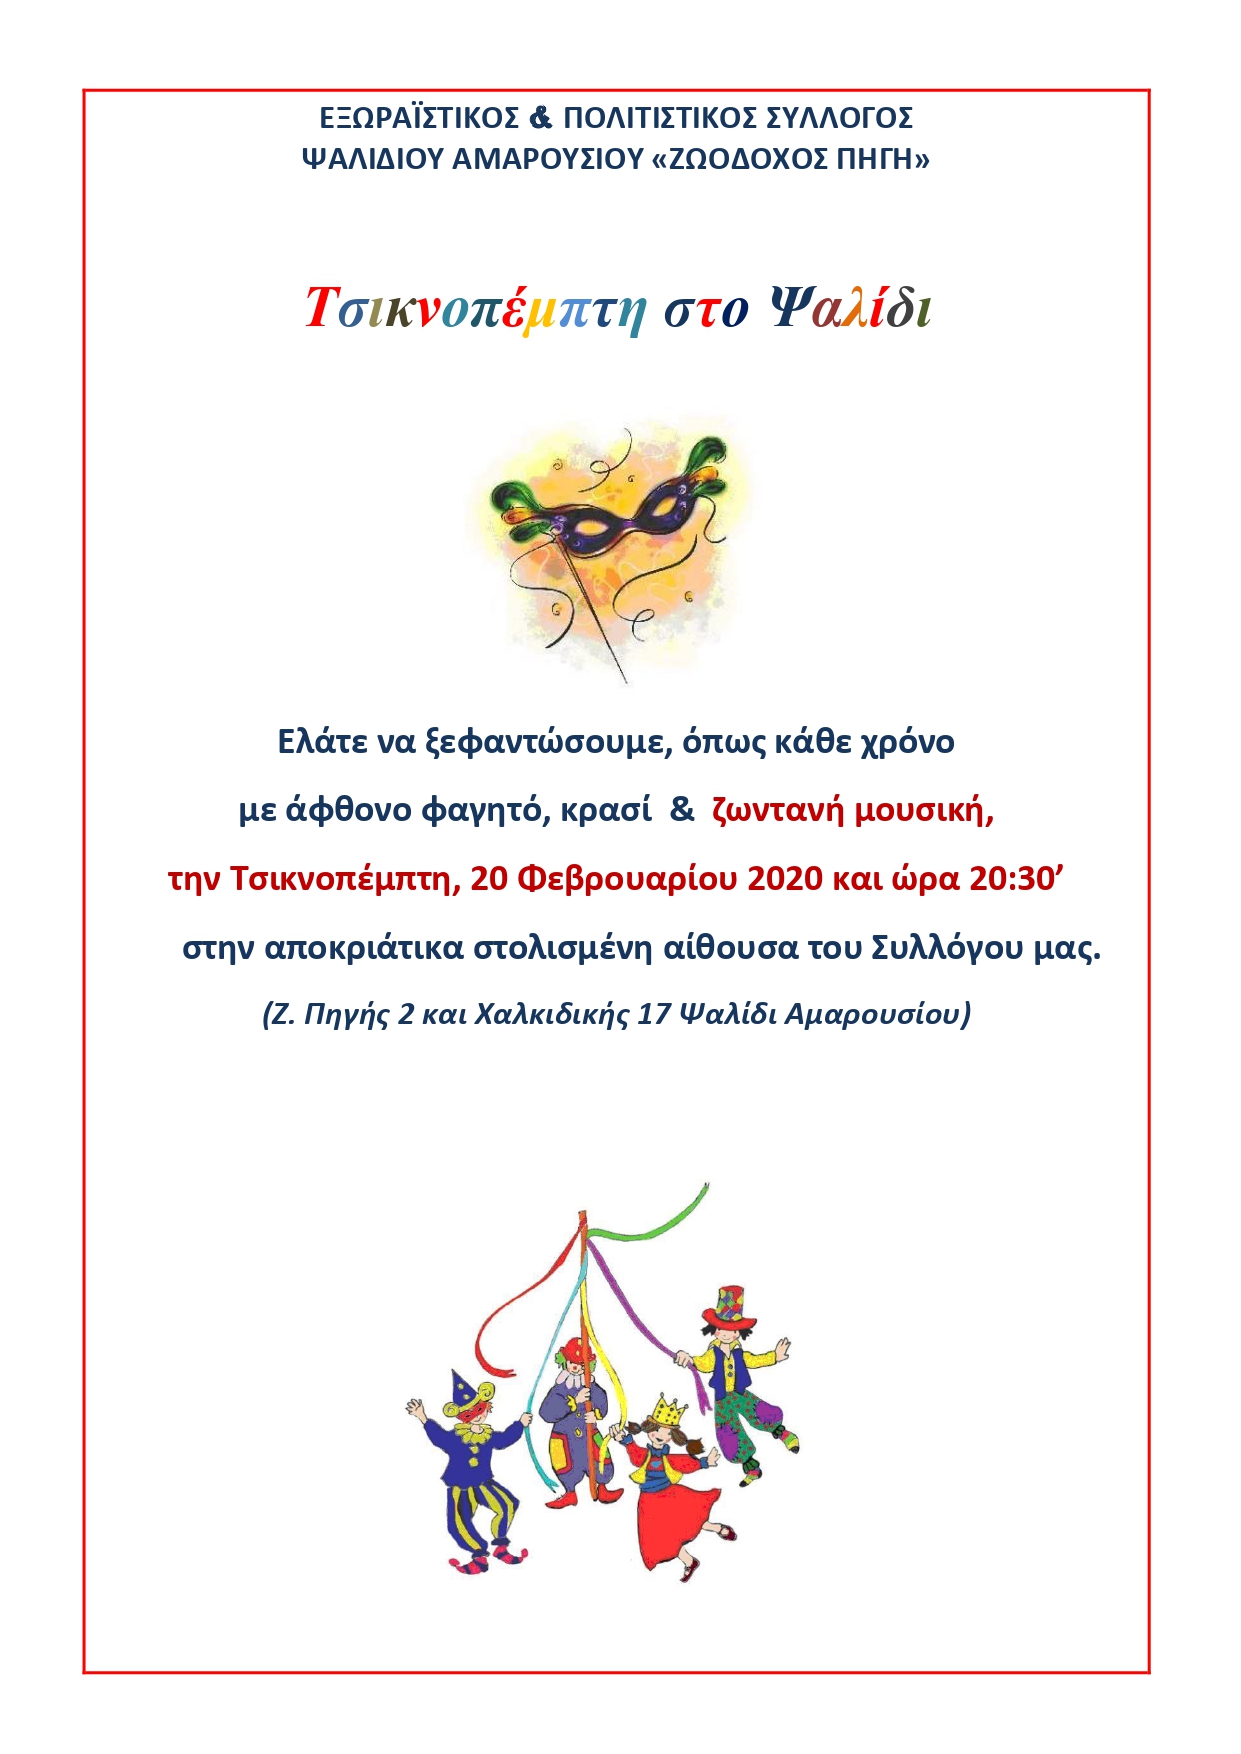 ΕΞΩΡΑΪΣΤΙΚΟΣ & ΠΟΛΙΤΙΣΤΙΚΟΣ ΣΥΛΛΟΓΟΣ
ΨΑΛΙΔΙΟΥ ΑΜΑΡΟΥΣΙΟΥ «ΖΩΟΔΟΧΟΣ ΠΗΓΗ»
Τσικνοπέμπτη στο Ψαλίδι
Ελάτε να ξεφαντώσουμε, όπως κάθε χρόνο
με άφθονο φαγητό, κρασί & ζωντανή μουσική,
την Τσικνοπέμπτη, 20 Φεβρουαρίου 2020 και ώρα 20:30’
στην αποκριάτικα στολισμένη αίθουσα του Συλλόγου μας.
(Ζ. Πηγής 2 και Χαλκιδικής 17 Ψαλίδι Αμαρουσίου)